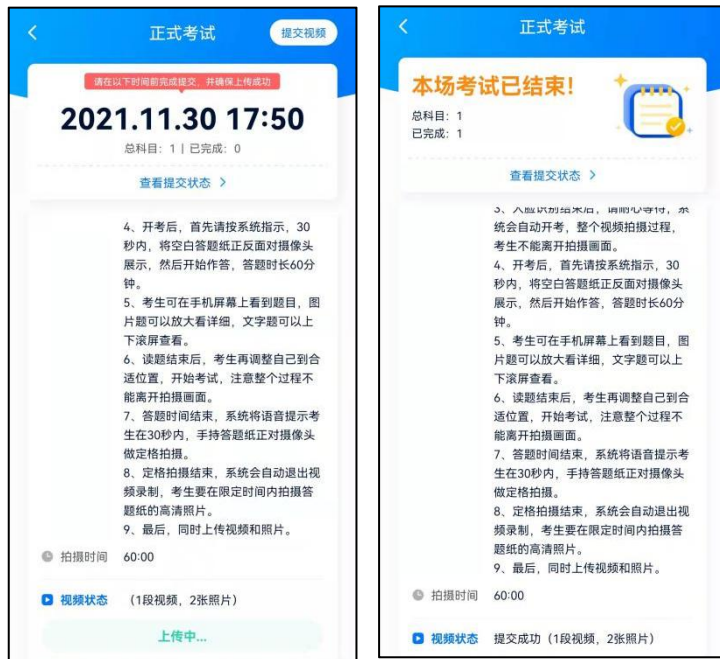 正式考试
提交视频
请在以下时间前完成提交，并确保上传成功
2021.11.30 17:50
总科目：1 | 已完成：0
查看提交状态 >
4、开考后，首先请按系统指示，30
秒内，将空白答题纸正反面对摄像头
展示，然后开始作答，答题时长60分
钟。
5、考生可在手机屏幕上看到题目，图
片题可以放大看详细，文字题可以上
下滚屏查看。
6、读题结束后，考生再调整自己到合
适位置，开始考试，注意整个过程不
能离开拍摄画面。
7、答题时间结束，系统将语音提示考
生在30秒内，手持答题纸正对摄像头
做定格拍摄。
8、定格拍摄结束，系统会自动退出视
频录制，考生要在限定时间内拍摄答
题纸的高清照片。
9、最后，同时上传视频和照片。
拍摄时间 60:00
视频状态 （1段视频，2张照片）
上传中...
正式考试
本场考试已结束！
总科目：1
已完成：1
查看提交状态 >
3、人脸识别结束后，请耐心等待，系
统会自动开考，整个视频拍摄过程，
考生不能离开拍摄画面。
4、开考后，首先请按系统指示，30
秒内，将空白答题纸正反面对摄像头
展示，然后开始作答，答题时长60分
钟。
5、考生可在手机屏幕上看到题目，图
片题可以放大看详细，文字题可以上
下滚屏查看。
6、读题结束后，考生再调整自己到合
适位置，开始考试，注意整个过程不
能离开拍摄画面。
7、答题时间结束，系统将语音提示考
生在30秒内，手持答题纸正对摄像头
做定格拍摄。
8、定格拍摄结束，系统会自动退出视
频录制，考生要在限定时间内拍摄答
题纸的高清照片。
9、最后，同时上传视频和照片。
拍摄时间 60:00
视频状态 提交成功（1段视频，2张照片）